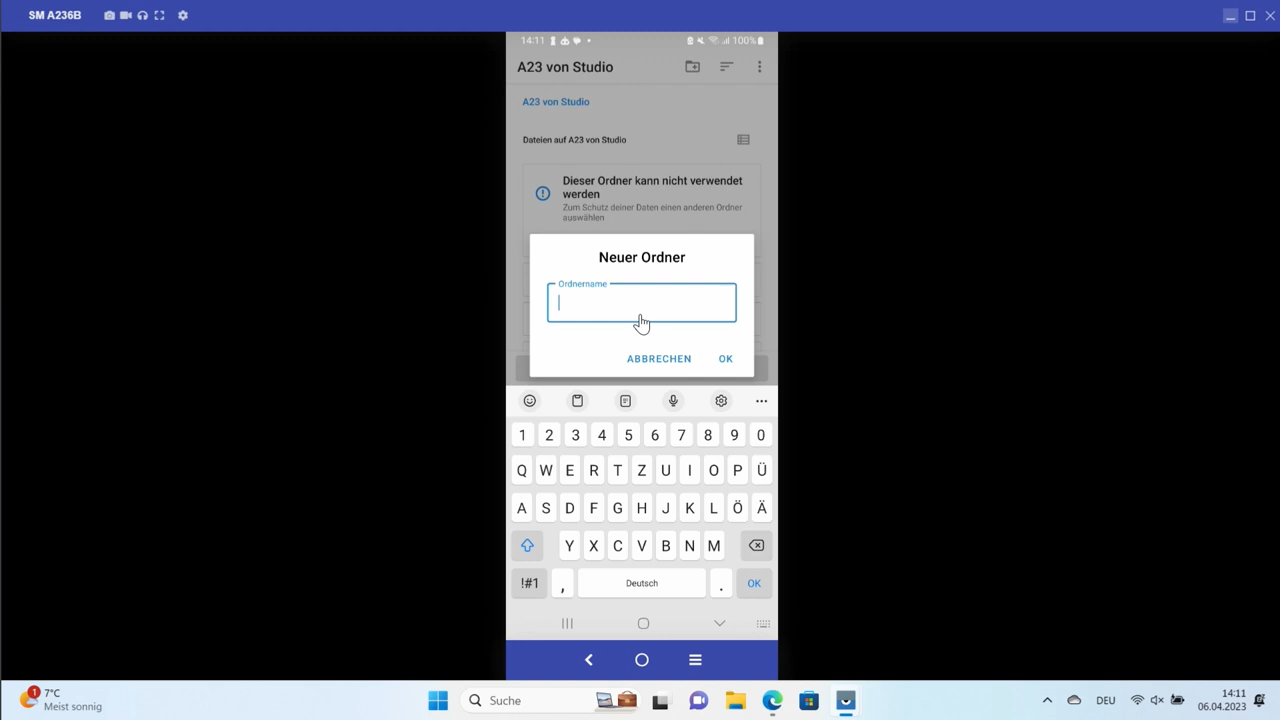 SM A236B
14:11 100%
A23 von Studio
A23 von Studio
Dateien auf A23 von Studio
Dieser Ordner kann nicht verwendet
werden
Zum Schutz deiner Daten einen anderen Ordner
auswählen
Neuer Ordner
Ordnername
ABBRECHEN OK
1 2 3 4 5 6 7 8 9 0
Q W E R T Z U I O P Ü
A S D F G H J K L Ö Ä
Y X C V B N M
!#1 , Deutsch . OK
1 7°C
Meist sonnig
Suche
DEU
14:11
06.04.2023